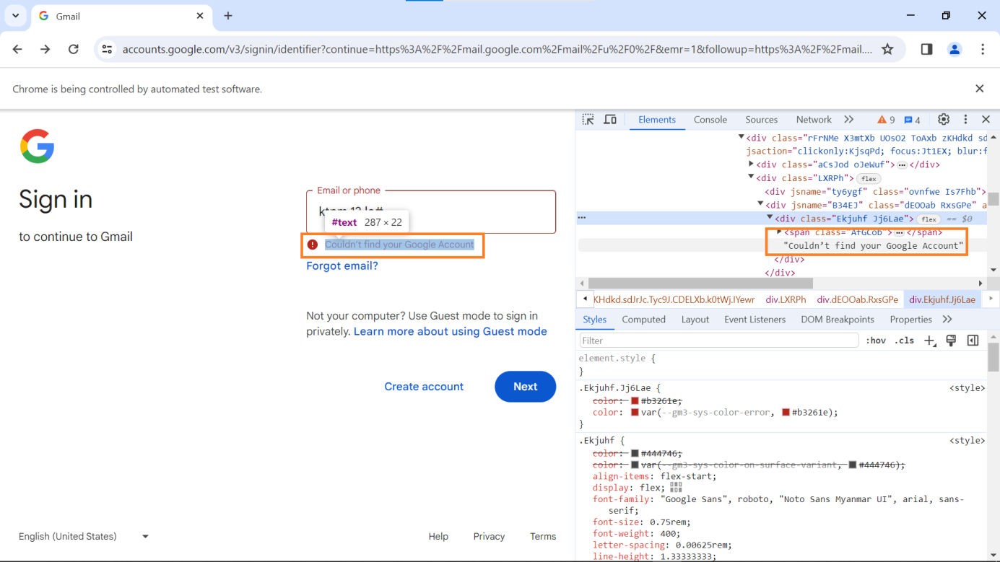 Gmail
accounts.google.com/v3/signin/identifier?continue=https%3A%2F%2Fmail.google.com%2Fmail%2Fu%2F0%2F&emr=1&followup=https%3A%2F%2Fmail....
Chrome is being controlled by automated test software.
Sign in
to continue to Gmail
Email or phone
#text 287 × 22
Couldn't find your Google Account
Forgot email?
Not your computer? Use Guest mode to sign in
privately. Learn more about using Guest mode
Create account
Next
English (United States)
Help
Privacy
Terms
Elements
Console
Sources
Network
9
4
<div class="rFrNMe X3mtXb UOsO2 ToAxb zKHdkd sd
jsaction="clickonly:KjsqPd; focus:Jt1EX; blur:f
<div class="aCsJod oJeWuf"> ••• </div>
<div class="LXRPh"> flex
<div jsname="ty6ygf" class="ovnfwe Is7Fhb">
<div jsname="B34EJ" class="dEOOab RxsGPe" a
<div class="Ekjuhf Jj6Lae"> flex == $0
<span class="AfGCob"> ••• </span>
"Couldn’t find your Google Account"
</div>
</div>
KHdkd.sdJrJc.Tyc9J.CDELXb.k0tWj.IYewr
div.LXRPh
div.dEOOab.RxsGPe
div.Ekjuhf.Jj6Lae
Styles
Computed
Layout
Event Listeners
DOM Breakpoints
Properties
Filter
:hov
.cls
element.style {
}
.Ekjuhf.Jj6Lae {
<style>
color: #b3261e;
color: var(--gm3-sys-color-error, #b3261e);
}
.Ekjuhf {
<style>
color: #444746;
color: var(--gm3-sys-color-on-surface-variant, #444746);
align-items: flex-start;
display: flex;
font-family: "Google Sans", roboto, "Noto Sans Myanmar UI", arial, sans-
serif;
font-size: 0.75rem;
font-weight: 400;
letter-spacing: 0.00625rem;
line-height: 1.33333333;